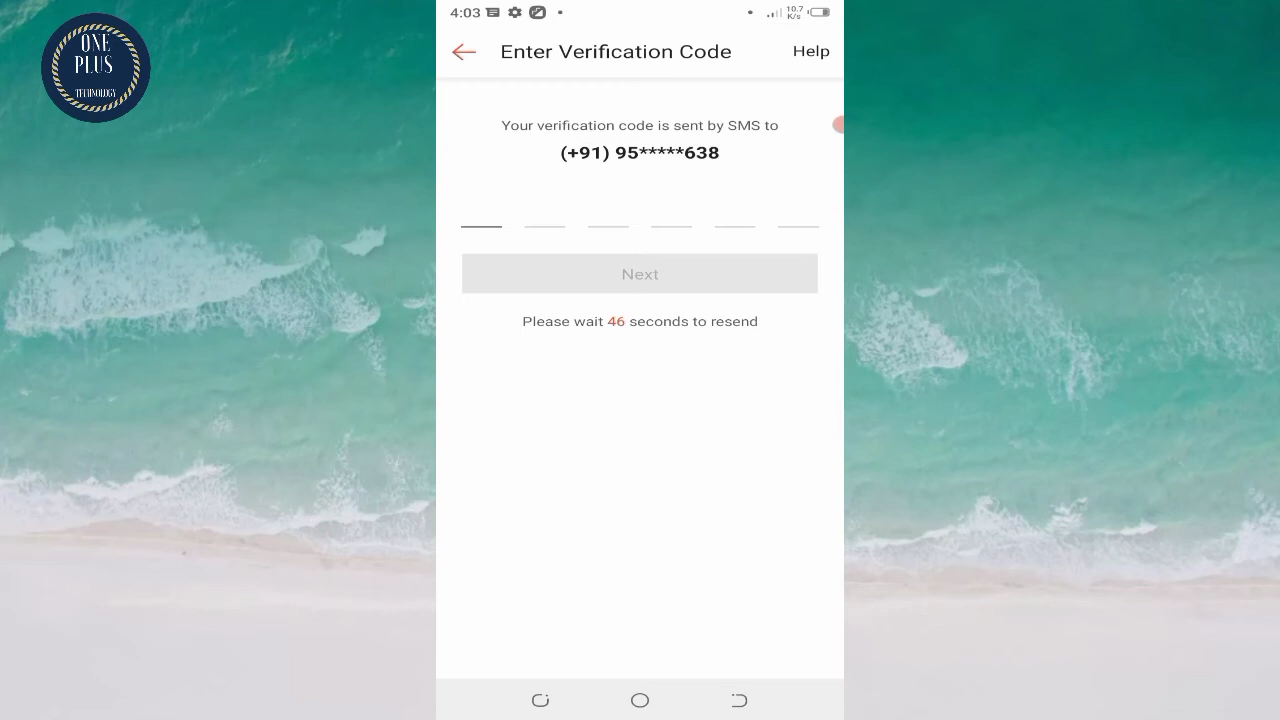 ONE
PLUS
TECHNOLOGY
4:03
10.7
K/s
Enter Verification Code
Help
Your verification code is sent by SMS to
(+91) 95*****638
Next
Please wait 46 seconds to resend